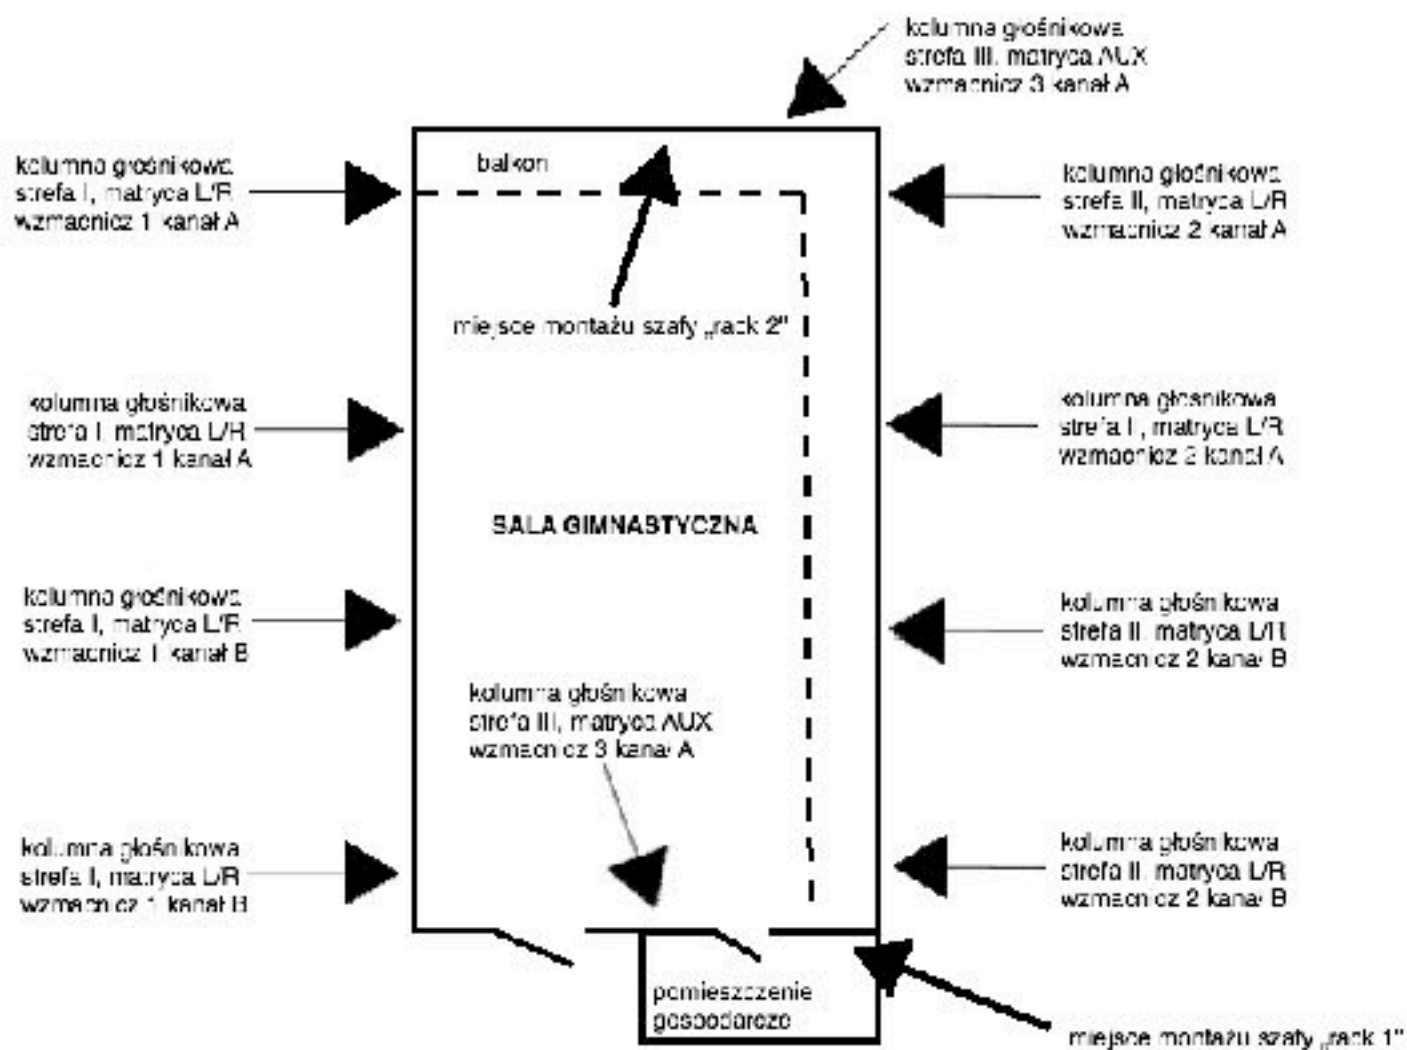 kolumna głośnikowa
strefa III, matryca AUX
wzmacnicz 3 kanał A
kolumna głośnikowa
strefa I, matryca L/R
wzmacnicz 1 kanał A
balkon
kolumna głośnikowa
strefa II, matryca L/R
wzmacnicz 2 kanał A
miejsce montażu szafy „rack 2"
kolumna głośnikowa
strefa I, matryca L/R
wzmacnicz 1 kanał A
kolumna głośnikowa
strefa II, matryca L/R
wzmacnicz 2 kanał A
SALA GIMNASTYCZNA
kolumna głośnikowa
strefa I, matryca L/R
wzmacnicz 1 kanał B
kolumna głośnikowa
strefa II, matryca L/R
wzmacnicz 2 kanał B
kolumna głośnikowa
strefa III, matryca AUX
wzmacnicz 3 kanał A
kolumna głośnikowa
strefa I, matryca L/R
wzmacnicz 1 kanał B
kolumna głośnikowa
strefa II, matryca L/R
wzmacnicz 2 kanał B
pomieszczenie
gospodarcze
miejsce montażu szafy „rack 1"